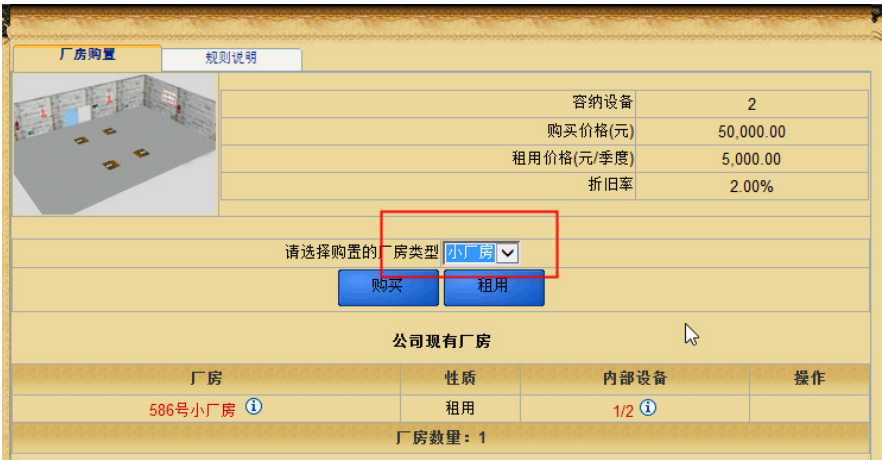 厂房购置 规则说明
容纳设备 2
购买价格(元) 50,000.00
租用价格(元/季度) 5,000.00
折旧率 2.00%
请选择购置的厂房类型 小厂房
购买 租用
公司现有厂房
厂房 性质 内部设备 操作
586号小厂房 租用 1/2
厂房数量：1